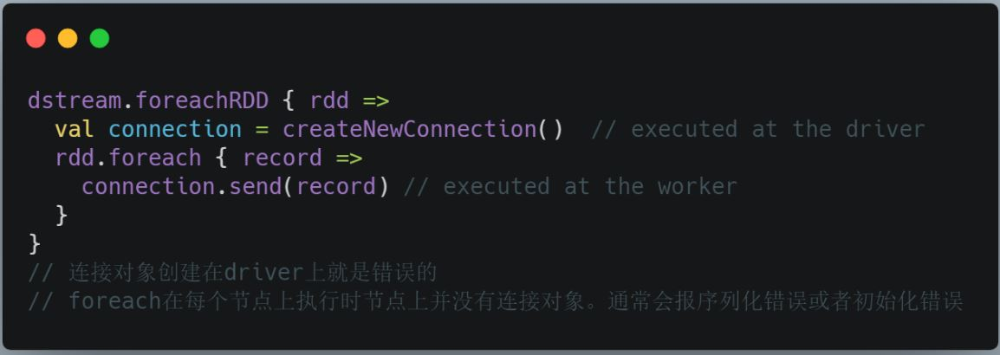 dstream.foreachRDD { rdd =>
  val connection = createNewConnection()  // executed at the driver
  rdd.foreach { record =>
    connection.send(record) // executed at the worker
  }
}
// 连接对象创建在driver上就是错误的
// foreach在每个节点上执行时节点上并没有连接对象。通常会报序列化错误或者初始化错误